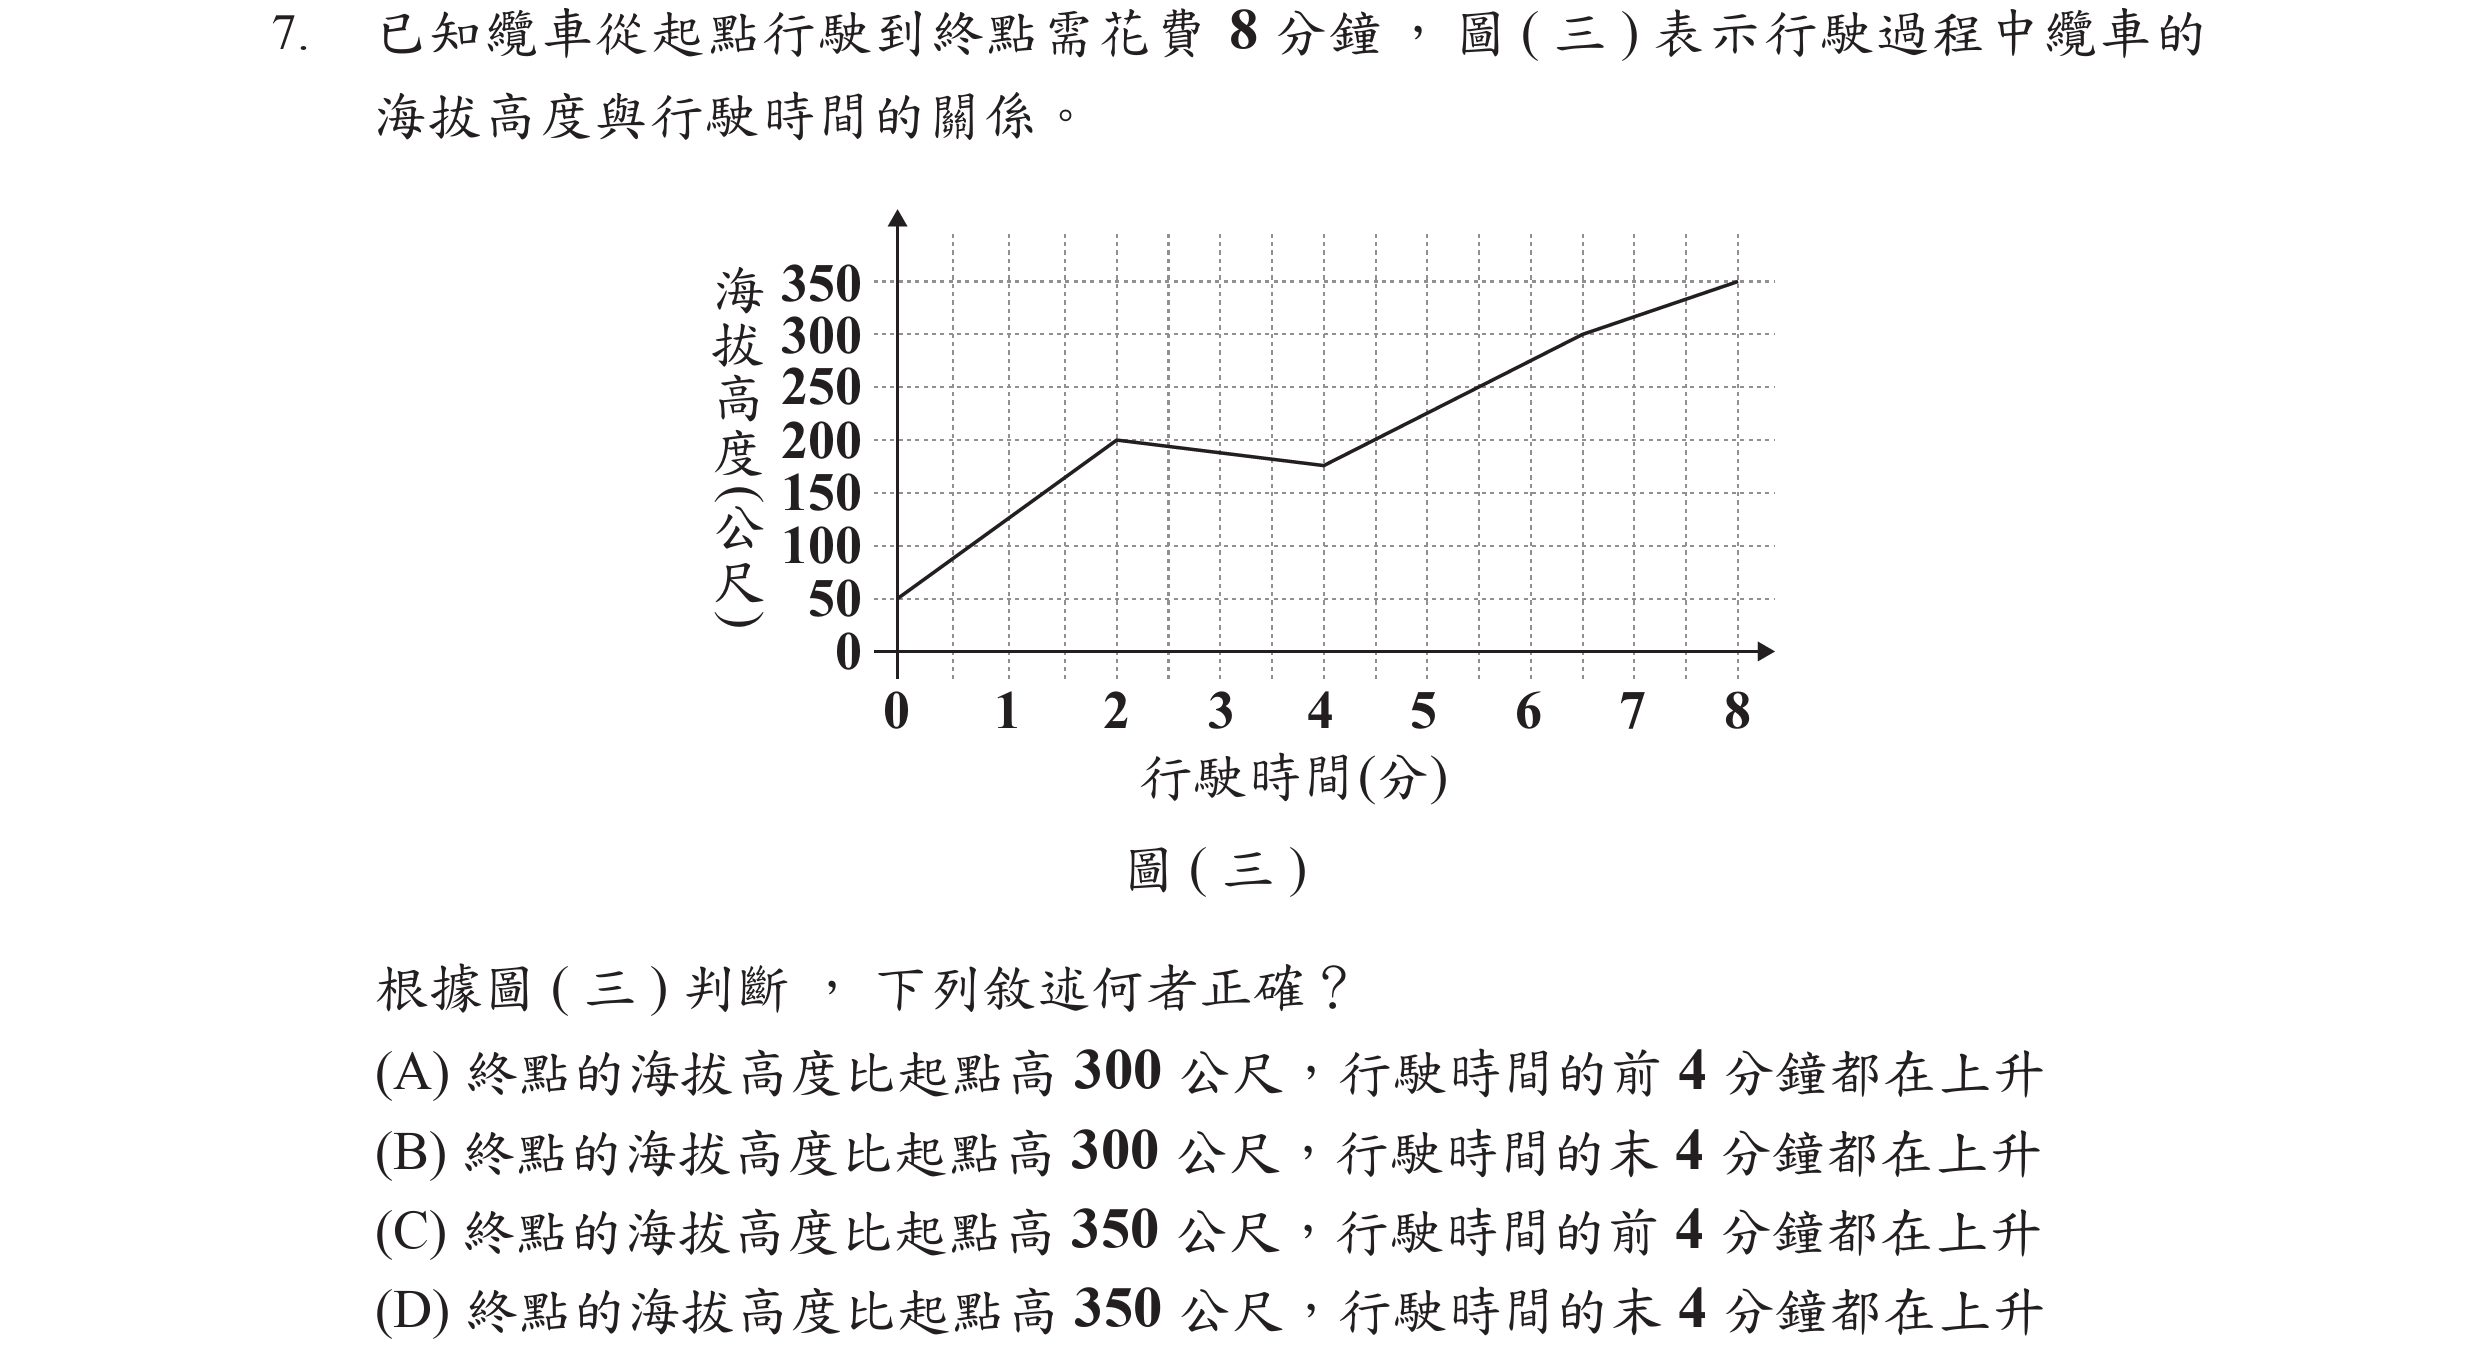 7. 已知纜車從起點行駛到終點需花費 8 分鐘，圖(三)表示行駛過程中纜車的
海拔高度與行駛時間的關係。
海拔高度(公尺)
350
300
250
200
150
100
50
0
0 1 2 3 4 5 6 7 8
行駛時間(分)
圖(三)
根據圖(三)判斷，下列敘述何者正確？
(A) 終點的海拔高度比起點高 300 公尺，行駛時間的前 4 分鐘都在上升
(B) 終點的海拔高度比起點高 300 公尺，行駛時間的末 4 分鐘都在上升
(C) 終點的海拔高度比起點高 350 公尺，行駛時間的前 4 分鐘都在上升
(D) 終點的海拔高度比起點高 350 公尺，行駛時間的末 4 分鐘都在上升